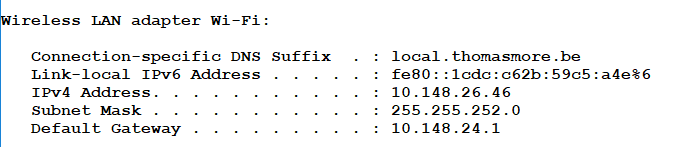 Wireless LAN adapter Wi-Fi:
Connection-specific DNS Suffix  . : local.thomasmore.be
Link-local IPv6 Address . . . . . : fe80::1cdc:c62b:59c5:a4e%6
IPv4 Address. . . . . . . . . . . : 10.148.26.46
Subnet Mask . . . . . . . . . . . : 255.255.252.0
Default Gateway . . . . . . . . . : 10.148.24.1